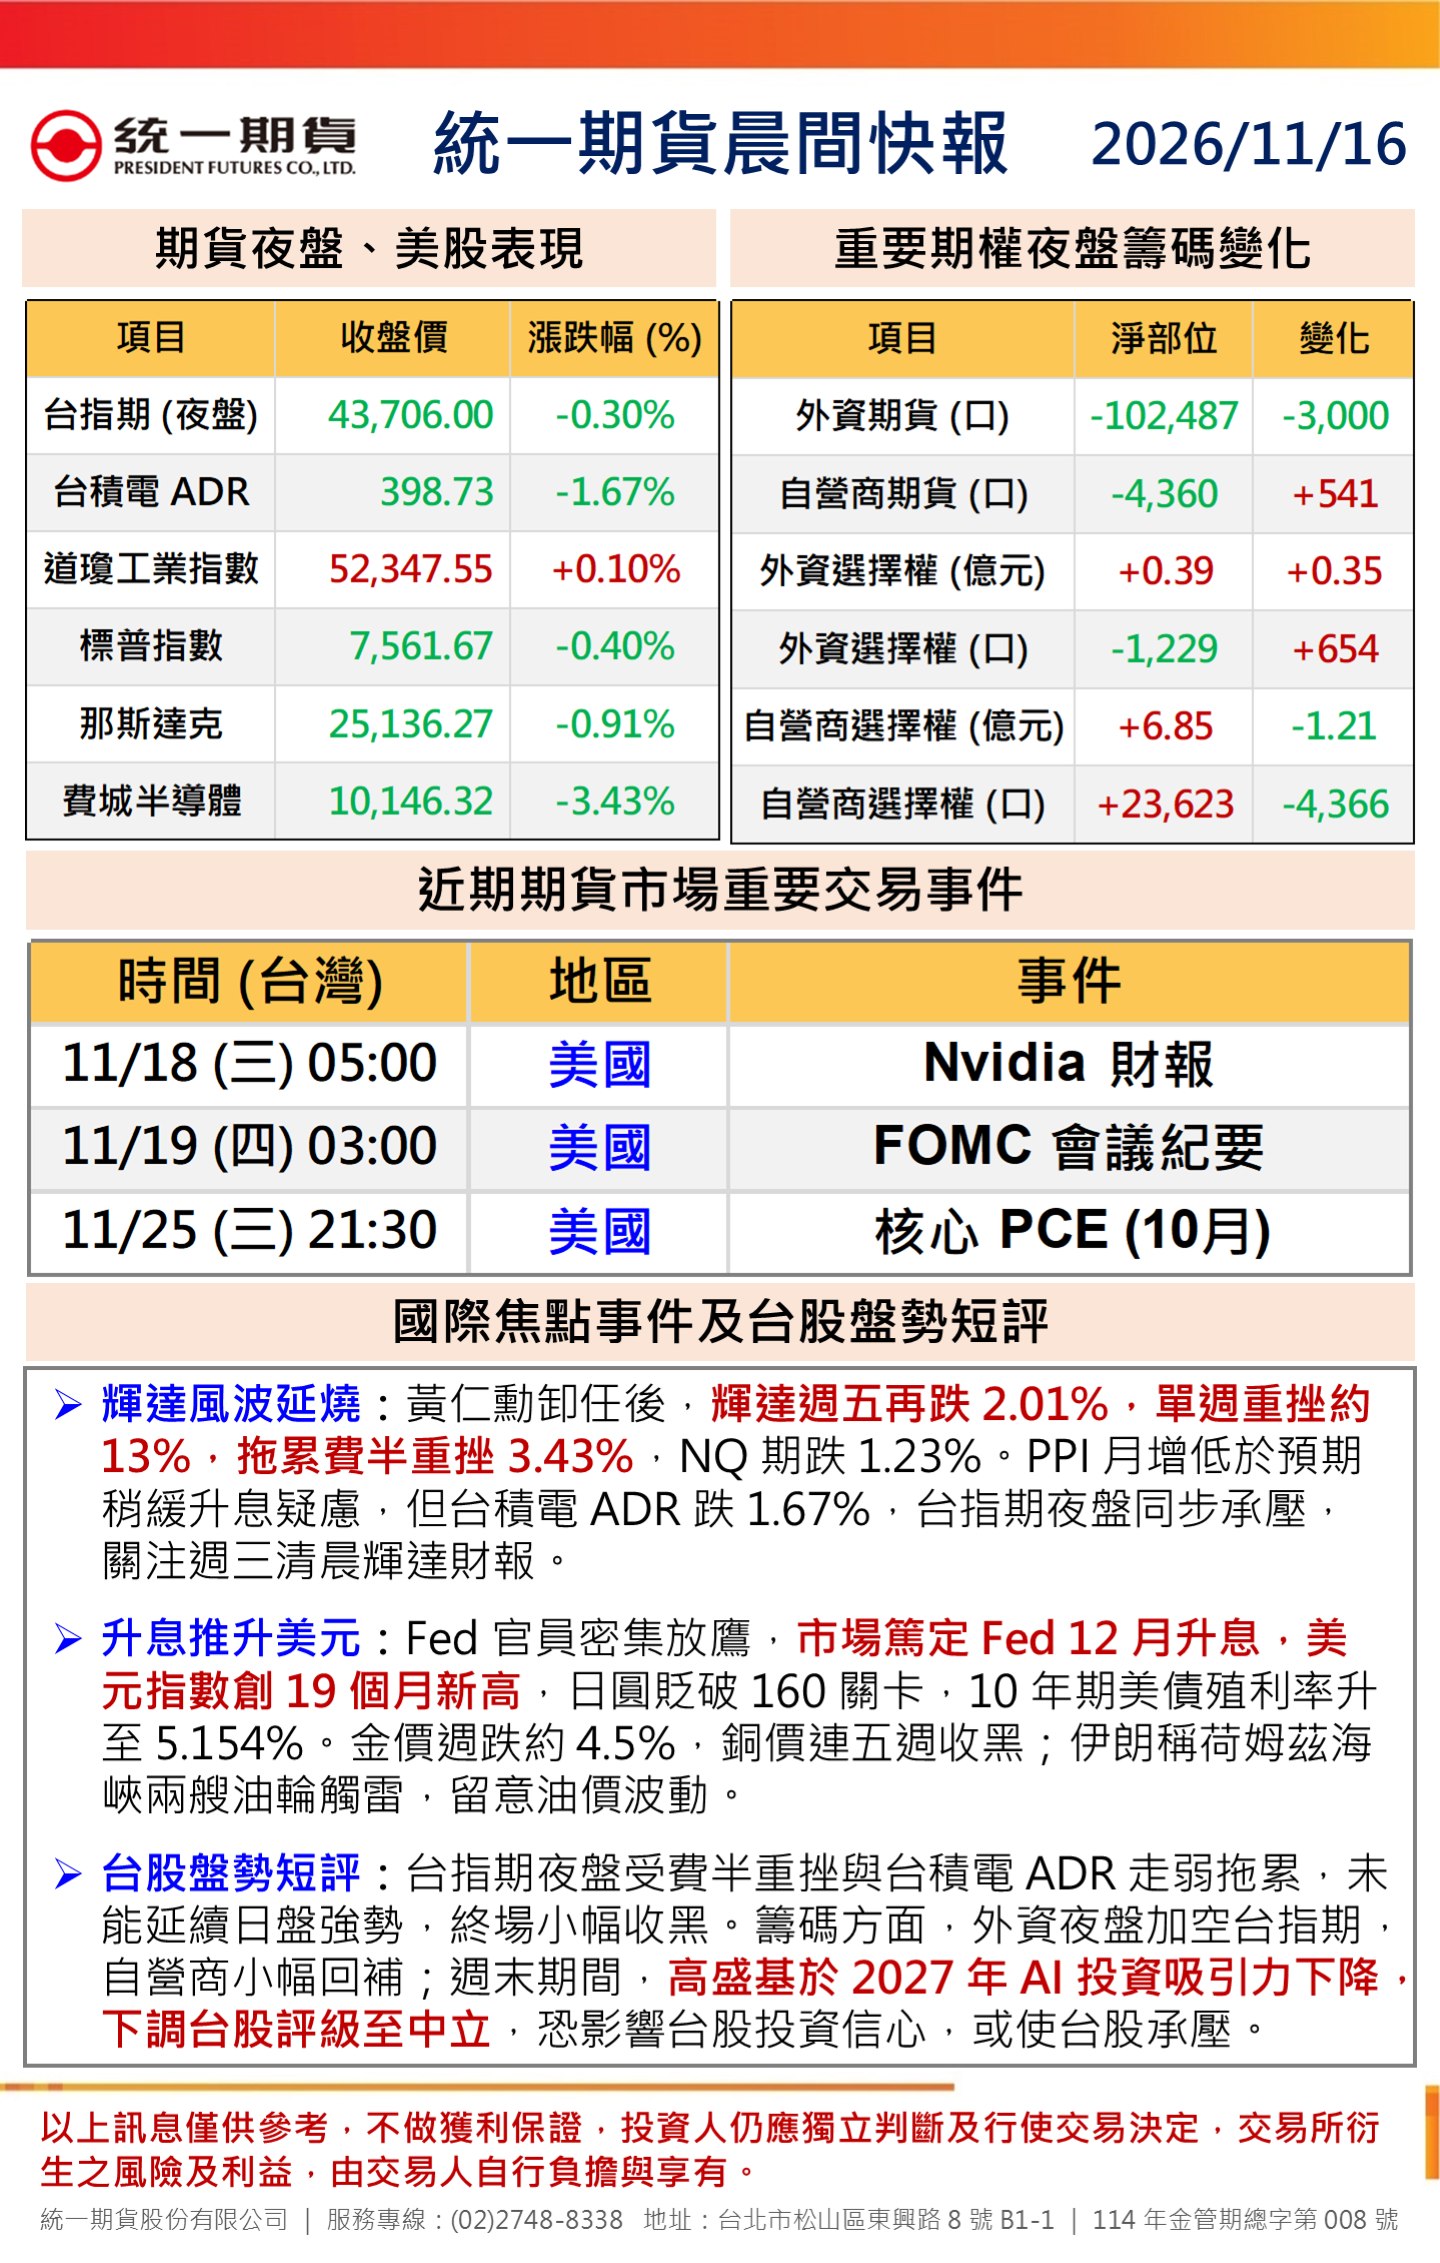 統一期貨
PRESIDENT FUTURES CO., LTD.
統一期貨晨間快報
2026/11/16
期貨夜盤、美股表現
項目 收盤價 漲跌幅 (%)
台指期 (夜盤) 43,706.00 -0.30%
台積電 ADR 398.73 -1.67%
道瓊工業指數 52,347.55 +0.10%
標普指數 7,561.67 -0.40%
那斯達克 25,136.27 -0.91%
費城半導體 10,146.32 -3.43%
重要期權夜盤籌碼變化
項目 淨部位 變化
外資期貨 (口) -102,487 -3,000
自營商期貨 (口) -4,360 +541
外資選擇權 (億元) +0.39 +0.35
外資選擇權 (口) -1,229 +654
自營商選擇權 (億元) +6.85 -1.21
自營商選擇權 (口) +23,623 -4,366
近期期貨市場重要交易事件
時間 (台灣) 地區 事件
11/18 (三) 05:00 美國 Nvidia 財報
11/19 (四) 03:00 美國 FOMC 會議紀要
11/25 (三) 21:30 美國 核心 PCE (10月)
國際焦點事件及台股盤勢短評
➢ 輝達風波延燒：黃仁勳卸任後，輝達週五再跌 2.01%，單週重挫約
13%，拖累費半重挫 3.43%，NQ 期跌 1.23%。PPI 月增低於預期
稍緩升息疑慮，但台積電 ADR 跌 1.67%，台指期夜盤同步承壓，
關注週三清晨輝達財報。
➢ 升息推升美元：Fed 官員密集放鷹，市場篤定 Fed 12 月升息，美
元指數創 19 個月新高，日圓貶破 160 關卡，10 年期美債殖利率升
至 5.154%。金價週跌約 4.5%，銅價連五週收黑；伊朗稱荷姆茲海
峽兩艘油輪觸雷，留意油價波動。
➢ 台股盤勢短評：台指期夜盤受費半重挫與台積電 ADR 走弱拖累，未
能延續日盤強勢，終場小幅收黑。籌碼方面，外資夜盤加空台指期，
自營商小幅回補；週末期間，高盛基於 2027 年 AI 投資吸引力下降，
下調台股評級至中立，恐影響台股投資信心，或使台股承壓。
以上訊息僅供參考，不做獲利保證，投資人仍應獨立判斷及行使交易決定，交易所衍
生之風險及利益，由交易人自行負擔與享有。
統一期貨股份有限公司 | 服務專線：(02)2748-8338 地址：台北市松山區東興路 8 號 B1-1 | 114 年金管期總字第 008 號